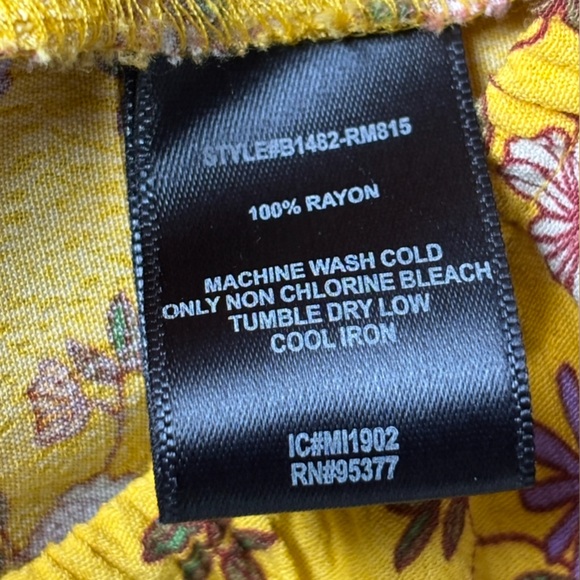 STYLE#B1482-RM815
100% RAYON
MACHINE WASH COLD
ONLY NON CHLORINE BLEACH
TUMBLE DRY LOW
COOL IRON
IC#MI1902
RN#95377